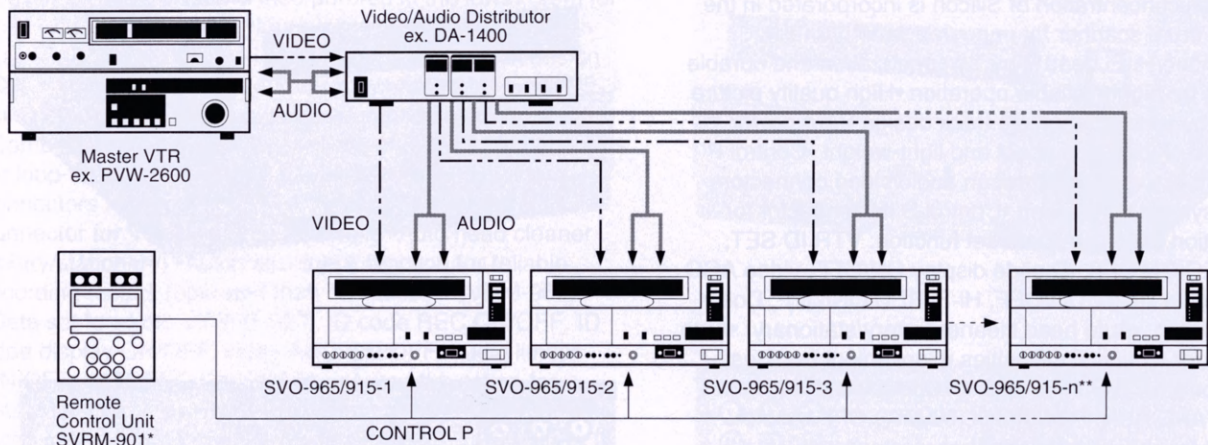 Video/Audio Distributor
ex. DA-1400
VIDEO
AUDIO
Master VTR
ex. PVW-2600
VIDEO
AUDIO
SVO-965/915-1
SVO-965/915-2
SVO-965/915-3
SVO-965/915-n**
Remote
Control Unit
SVRM-901*
CONTROL P